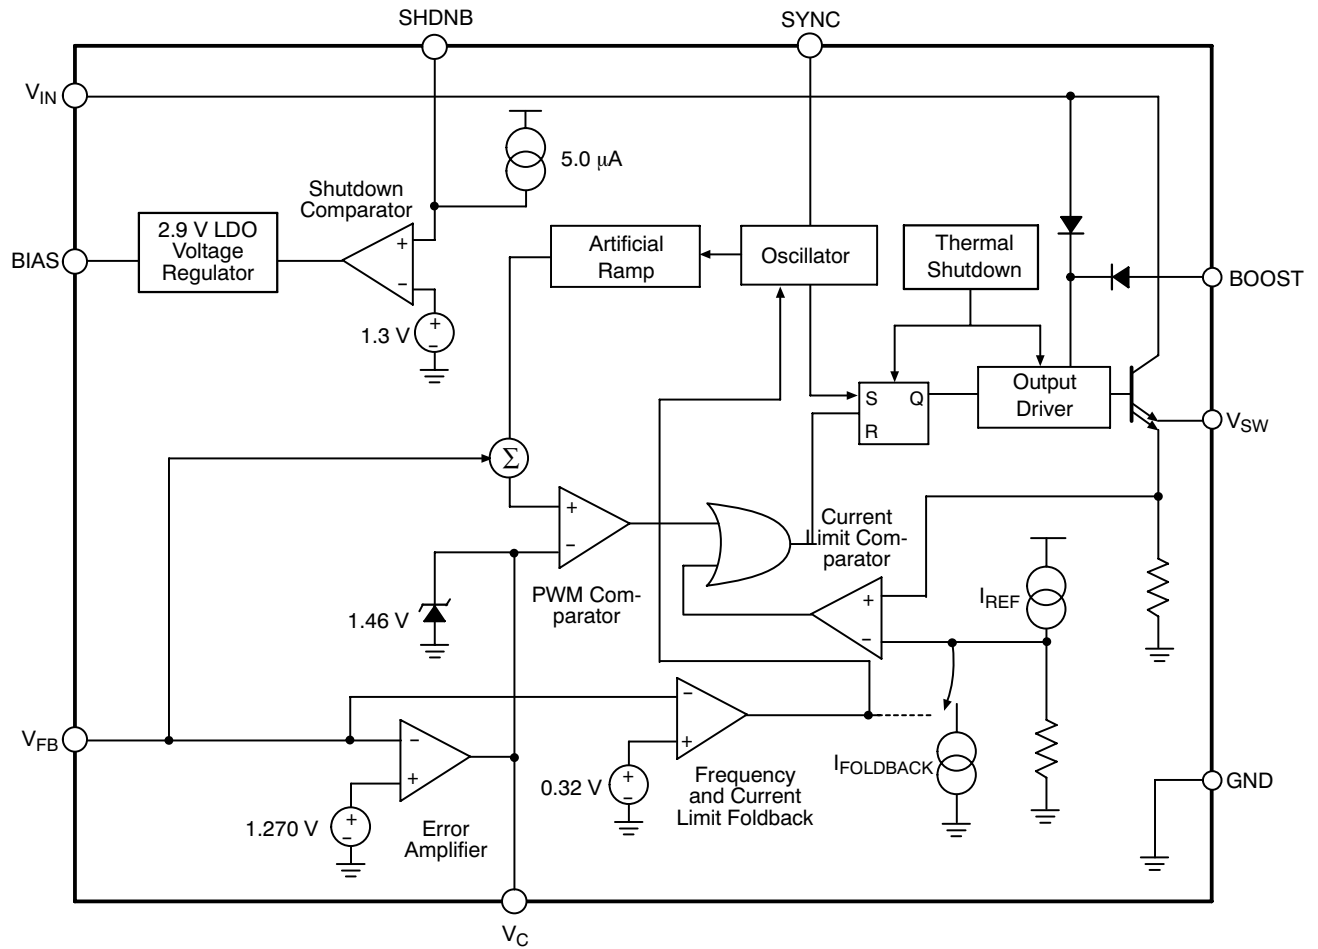 SHDNB
SYNC
V_IN
5.0 μA
Shutdown
Comparator
2.9 V LDO
Voltage
Regulator
BIAS
+
−
1.3 V
+
−
Artificial
Ramp
Oscillator
Thermal
Shutdown
BOOST
Output
Driver
S
Q
R
V_SW
Σ
+
−
PWM Com-
parator
1.46 V
Current
Limit Com-
parator
+
−
I_REF
V_FB
−
+
1.270 V
+
−
Error
Amplifier
−
+
0.32 V
+
−
Frequency
and Current
Limit Foldback
I_FOLDBACK
GND
V_C